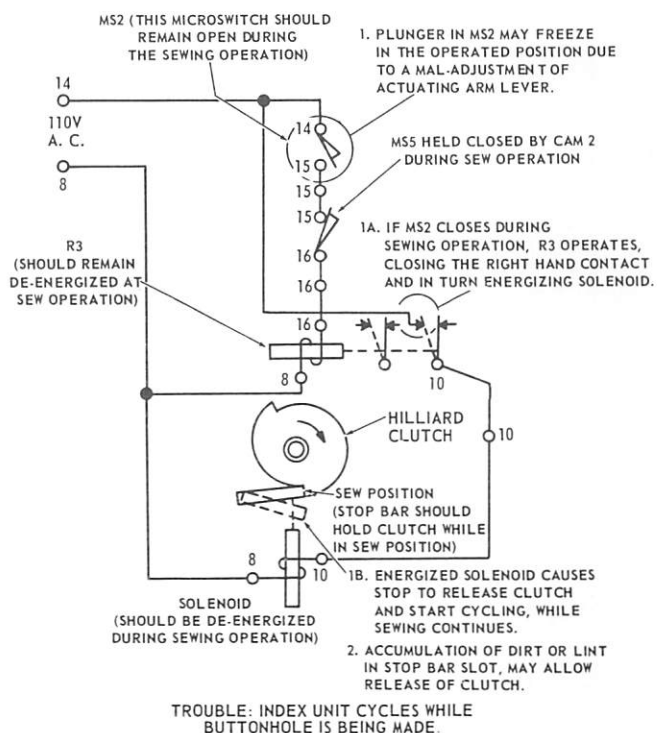 MS2 (THIS MICROSWITCH SHOULD
REMAIN OPEN DURING
THE SEWING OPERATION)
1. PLUNGER IN MS2 MAY FREEZE
IN THE OPERATED POSITION DUE
TO A MAL-ADJUSTMENT OF
ACTUATING ARM LEVER.
14
110V
A. C.
8
14
15
15
15
16
16
16
MS5 HELD CLOSED BY CAM 2
DURING SEW OPERATION
1A. IF MS2 CLOSES DURING
SEWING OPERATION, R3 OPERATES,
CLOSING THE RIGHT HAND CONTACT
AND IN TURN ENERGIZING SOLENOID.
R3
(SHOULD REMAIN
DE-ENERGIZED AT
SEW OPERATION)
8
10
10
HILLIARD
CLUTCH
SEW POSITION
(STOP BAR SHOULD
HOLD CLUTCH WHILE
IN SEW POSITION)
8
10
SOLENOID
(SHOULD BE DE-ENERGIZED
DURING SEWING OPERATION)
1B. ENERGIZED SOLENOID CAUSES
STOP TO RELEASE CLUTCH
AND START CYCLING, WHILE
SEWING CONTINUES.
2. ACCUMULATION OF DIRT OR LINT
IN STOP BAR SLOT, MAY ALLOW
RELEASE OF CLUTCH.
TROUBLE: INDEX UNIT CYCLES WHILE
BUTTONHOLE IS BEING MADE.